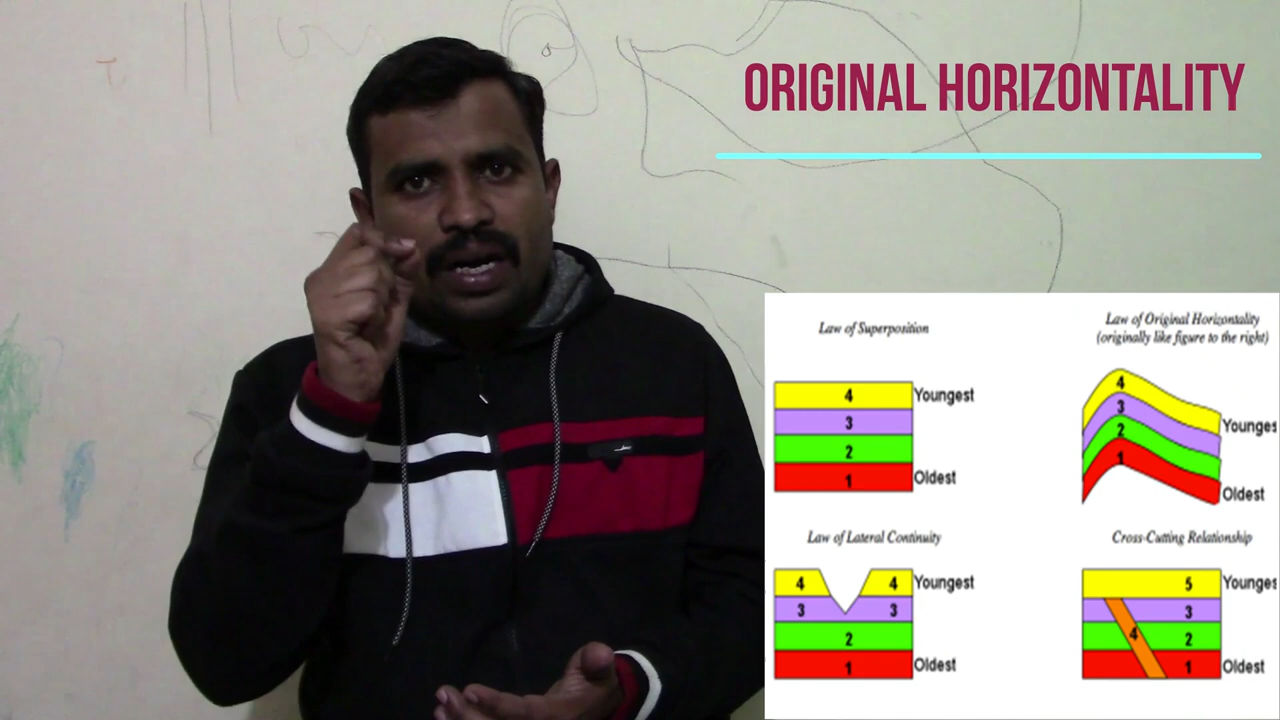 ORIGINAL HORIZONTALITY
Law of Superposition
4 Youngest
3
2
1 Oldest
Law of Original Horizontality
(originally like figure to the right)
4
3
2
1
Younges
Oldest
Law of Lateral Continuity
4 4 Youngest
3 3
2
1 Oldest
Cross-Cutting Relationship
5 Younges
3
4 2
1 Oldest